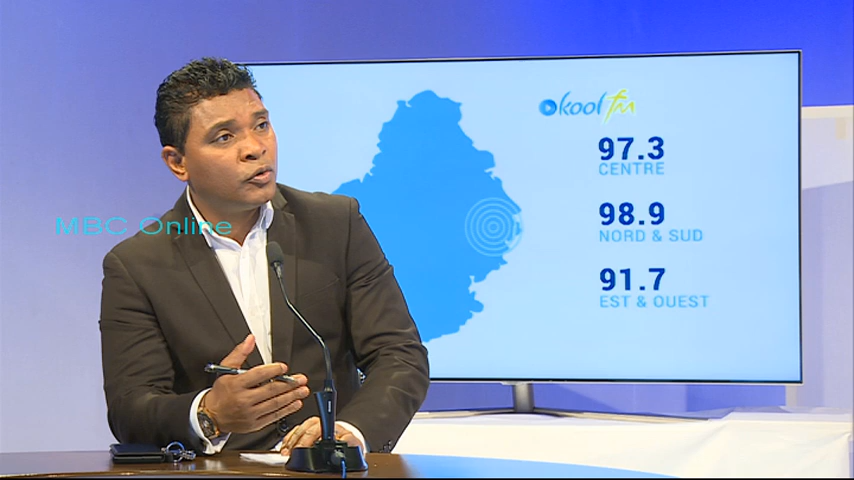 kool fm
97.3
CENTRE
98.9
NORD & SUD
91.7
EST & OUEST
MBC Online